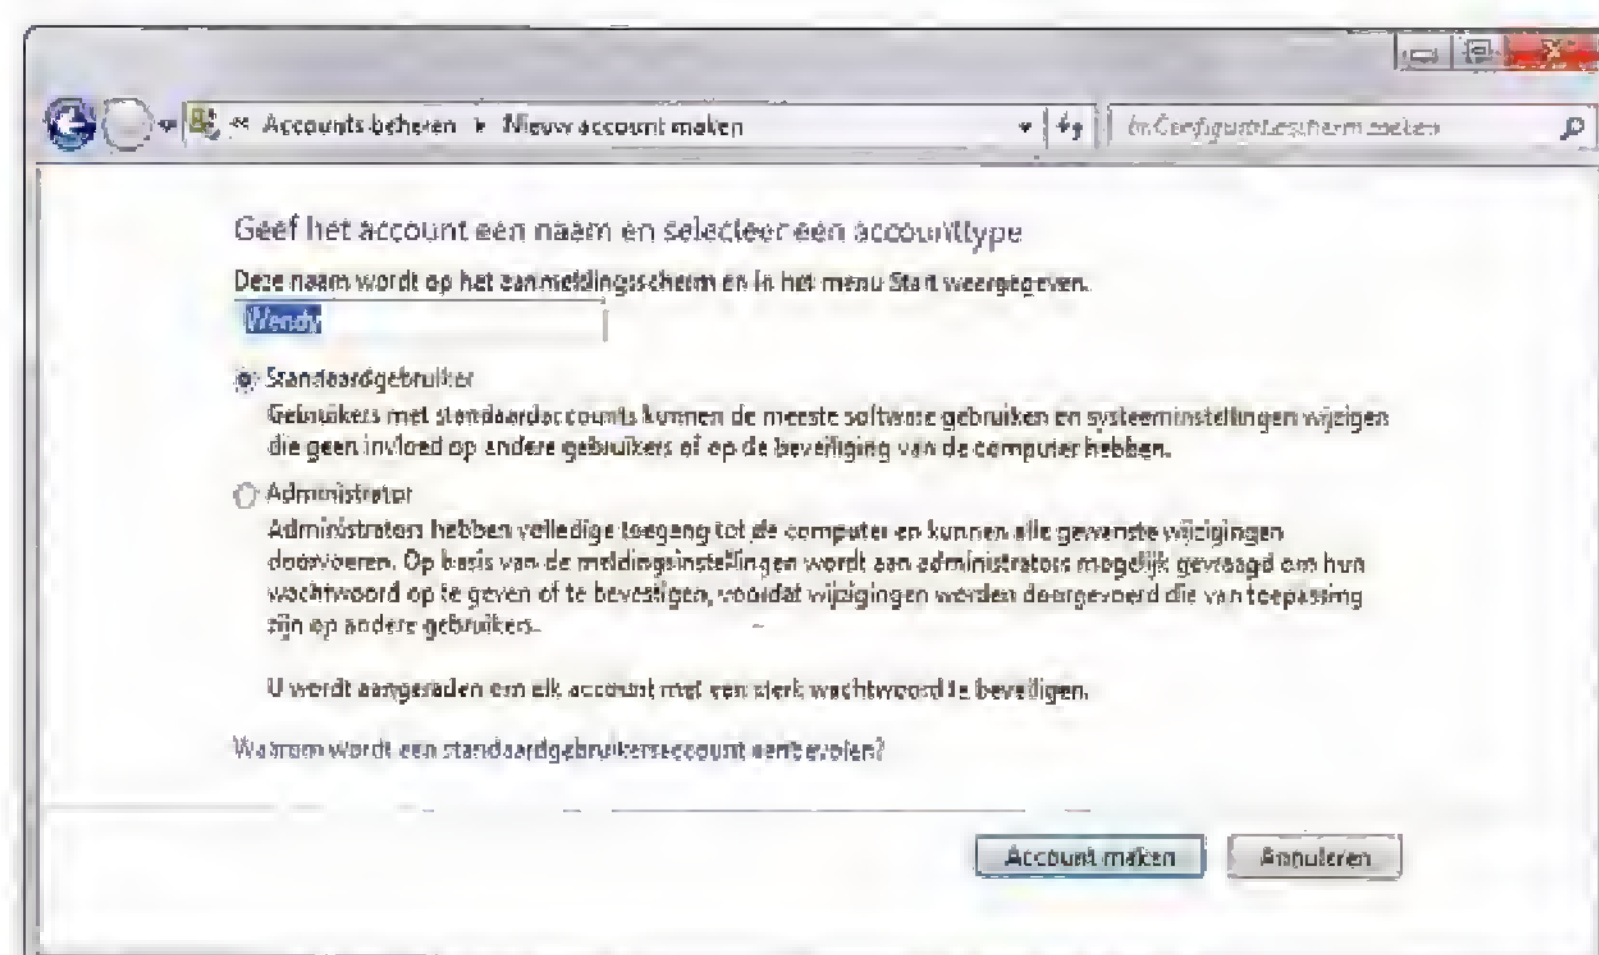 « Accounts beheren ▸ Nieuw account maken
In Configuratiescherm zoeken
Geef het account een naam en selecteer een accounttype
Deze naam wordt op het aanmeldingsscherm en in het menu Start weergegeven.
Wendy
Standaardgebruiker
Gebruikers met standaardaccounts kunnen de meeste software gebruiken en systeeminstellingen wijzigen
die geen invloed op andere gebruikers of op de beveiliging van de computer hebben.
Administrator
Administrators hebben volledige toegang tot de computer en kunnen alle gewenste wijzigingen
doorvoeren. Op basis van de meldingsinstellingen wordt aan administrators mogelijk gevraagd om hun
wachtwoord op te geven of te bevestigen, voordat wijzigingen worden doorgevoerd die van toepassing
zijn op andere gebruikers.
U wordt aangeraden om elk account met een sterk wachtwoord te beveiligen.
Waarom wordt een standaardgebruikersaccount aanbevolen?
Account maken
Annuleren